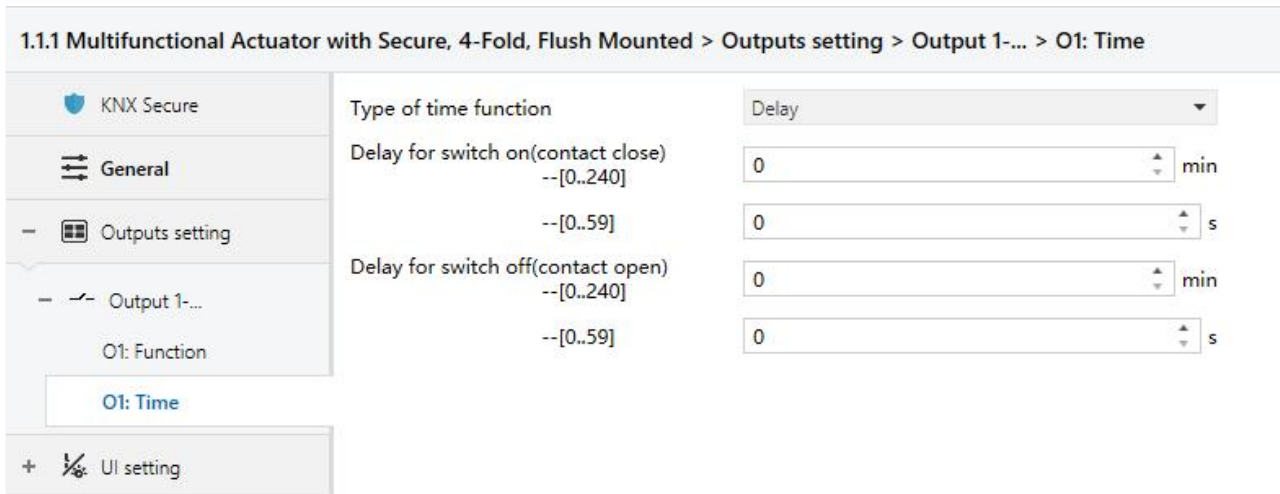 1.1.1 Multifunctional Actuator with Secure, 4-Fold, Flush Mounted > Outputs setting > Output 1-... > O1: Time
KNX Secure
General
Outputs setting
Output 1-...
O1: Function
O1: Time
UI setting
Type of time function
Delay
Delay for switch on(contact close)
--[0..240]
0
min
--[0..59]
0
s
Delay for switch off(contact open)
--[0..240]
0
min
--[0..59]
0
s